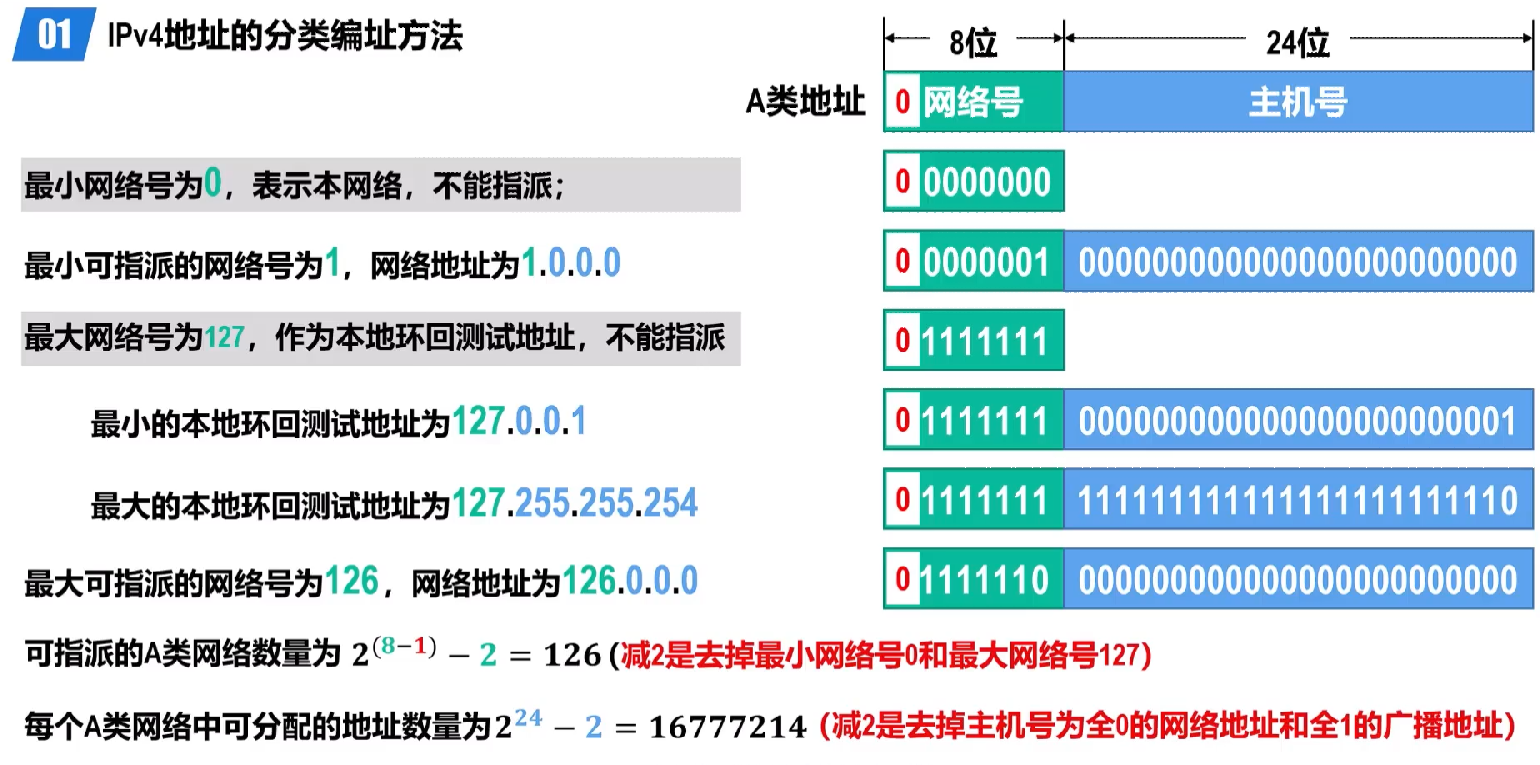 01 IPv4地址的分类编址方法
8位 24位
A类地址 0 网络号 主机号
最小网络号为0，表示本网络，不能指派； 0 0000000
最小可指派的网络号为1，网络地址为1.0.0.0 0 0000001 000000000000000000000000
最大网络号为127，作为本地环回测试地址，不能指派 0 1111111
最小的本地环回测试地址为127.0.0.1 0 1111111 000000000000000000000001
最大的本地环回测试地址为127.255.255.254 0 1111111 111111111111111111111110
最大可指派的网络号为126，网络地址为126.0.0.0 0 1111110 000000000000000000000000
可指派的A类网络数量为 2^(8−1) − 2 = 126 (减2是去掉最小网络号0和最大网络号127)
每个A类网络中可分配的地址数量为2^24 − 2 = 16777214 (减2是去掉主机号为全0的网络地址和全1的广播地址)